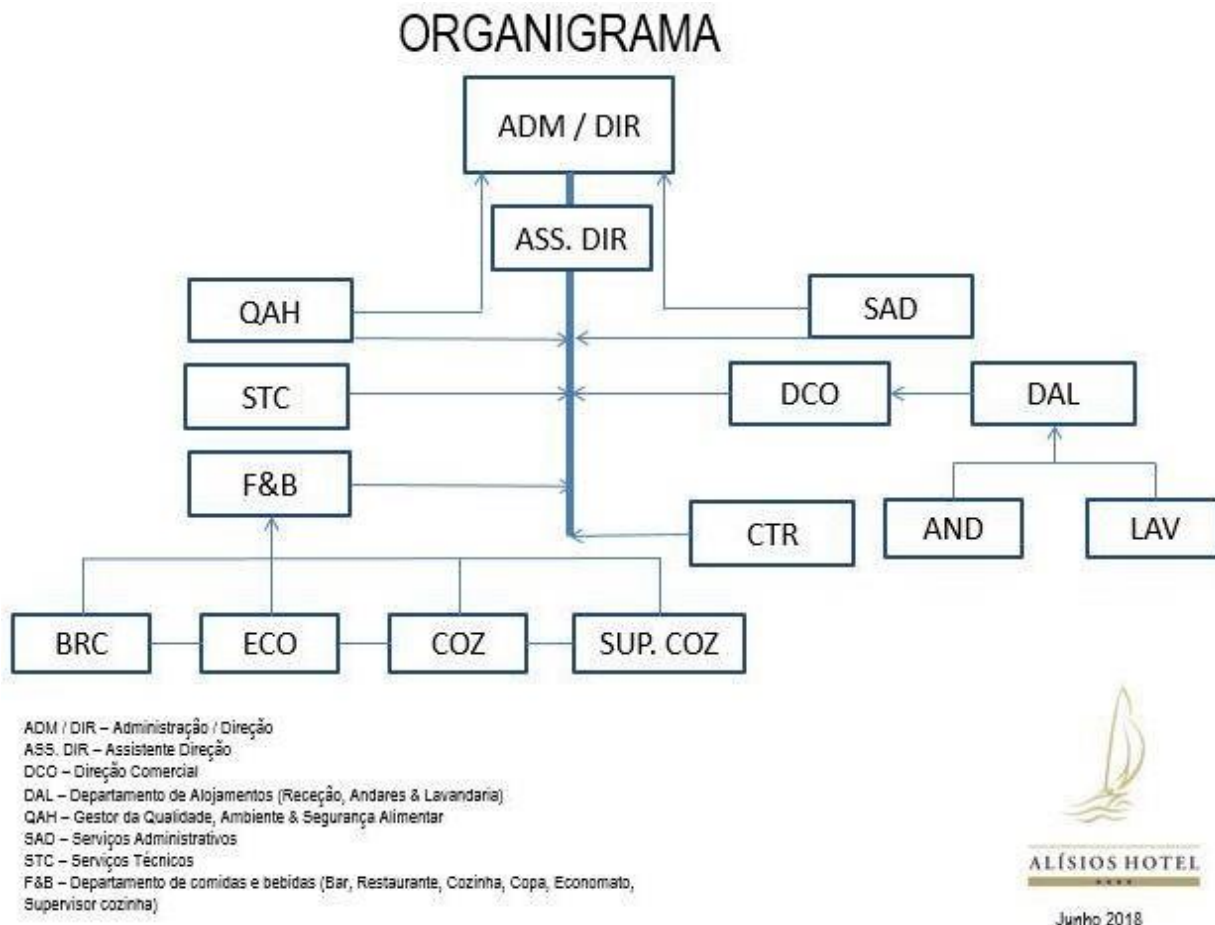 ORGANIGRAMA
ADM / DIR
ASS. DIR
QAH
SAD
STC
DCO
DAL
F&B
CTR
AND
LAV
BRC
ECO
COZ
SUP. COZ
ADM / DIR – Administração / Direção
ASS. DIR – Assistente Direção
DCO – Direção Comercial
DAL – Departamento de Alojamentos (Receção, Andares & Lavandaria)
QAH – Gestor da Qualidade, Ambiente & Segurança Alimentar
SAD – Serviços Administrativos
STC – Serviços Técnicos
F&B – Departamento de comidas e bebidas (Bar, Restaurante, Cozinha, Copa, Economato,
Supervisor cozinha)
ALÍSIOS HOTEL
Junho 2018